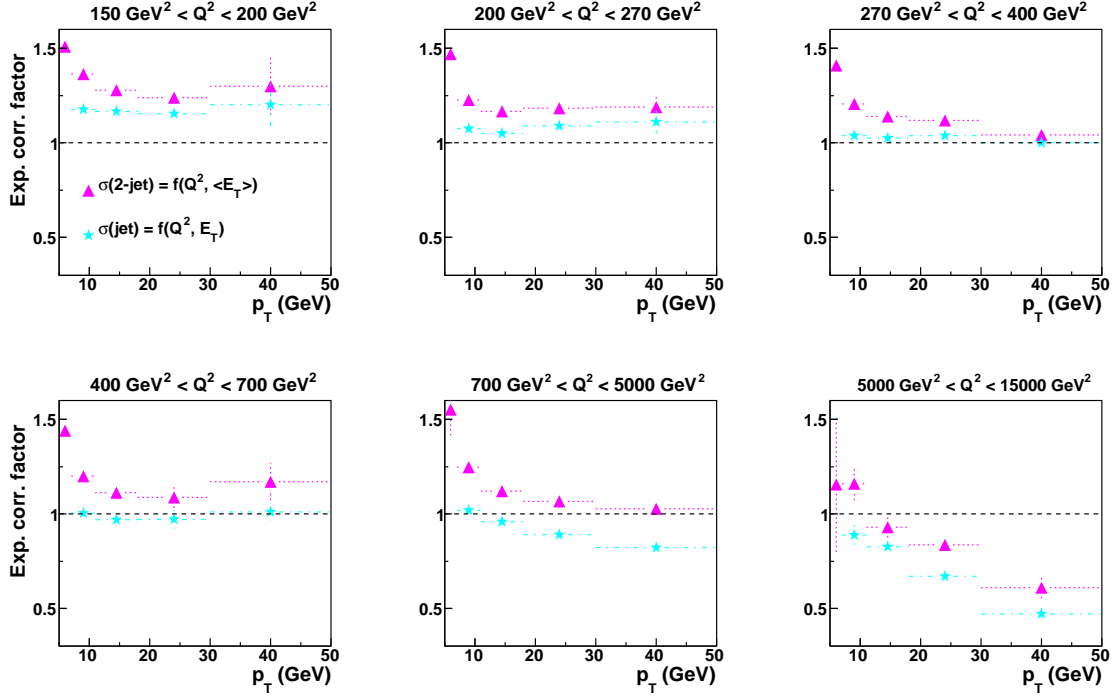 150 GeV² < Q² < 200 GeV²
Exp. corr. factor
1.5
1
0.5
σ(2-jet) = f(Q², <E_T>)
σ(jet) = f(Q², E_T)
10 20 30 40 50
p_T (GeV)
200 GeV² < Q² < 270 GeV²
1.5
1
0.5
10 20 30 40 50
p_T (GeV)
270 GeV² < Q² < 400 GeV²
1.5
1
0.5
10 20 30 40 50
p_T (GeV)
400 GeV² < Q² < 700 GeV²
Exp. corr. factor
1.5
1
0.5
10 20 30 40 50
p_T (GeV)
700 GeV² < Q² < 5000 GeV²
1.5
1
0.5
10 20 30 40 50
p_T (GeV)
5000 GeV² < Q² < 15000 GeV²
1.5
1
0.5
10 20 30 40 50
p_T (GeV)